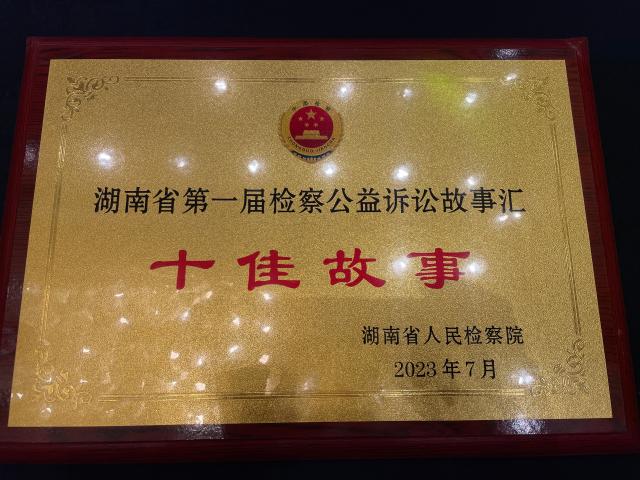 湖南省第一届检察公益诉讼故事汇
十佳故事
湖南省人民检察院
2023年7月